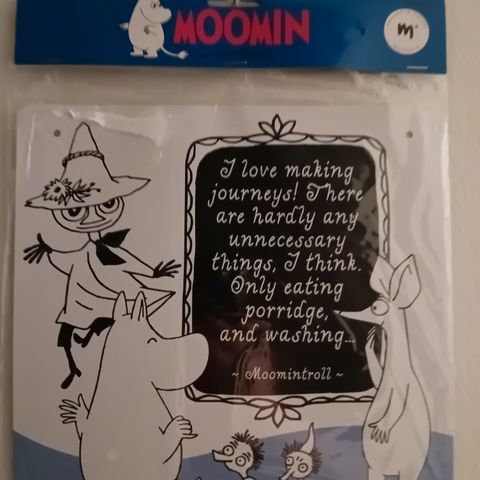 MOOMIN
m
I love making
journeys! There
are hardly any
unnecessary
things, I think.
Only eating
porridge,
and washing...
~ Moomintroll ~